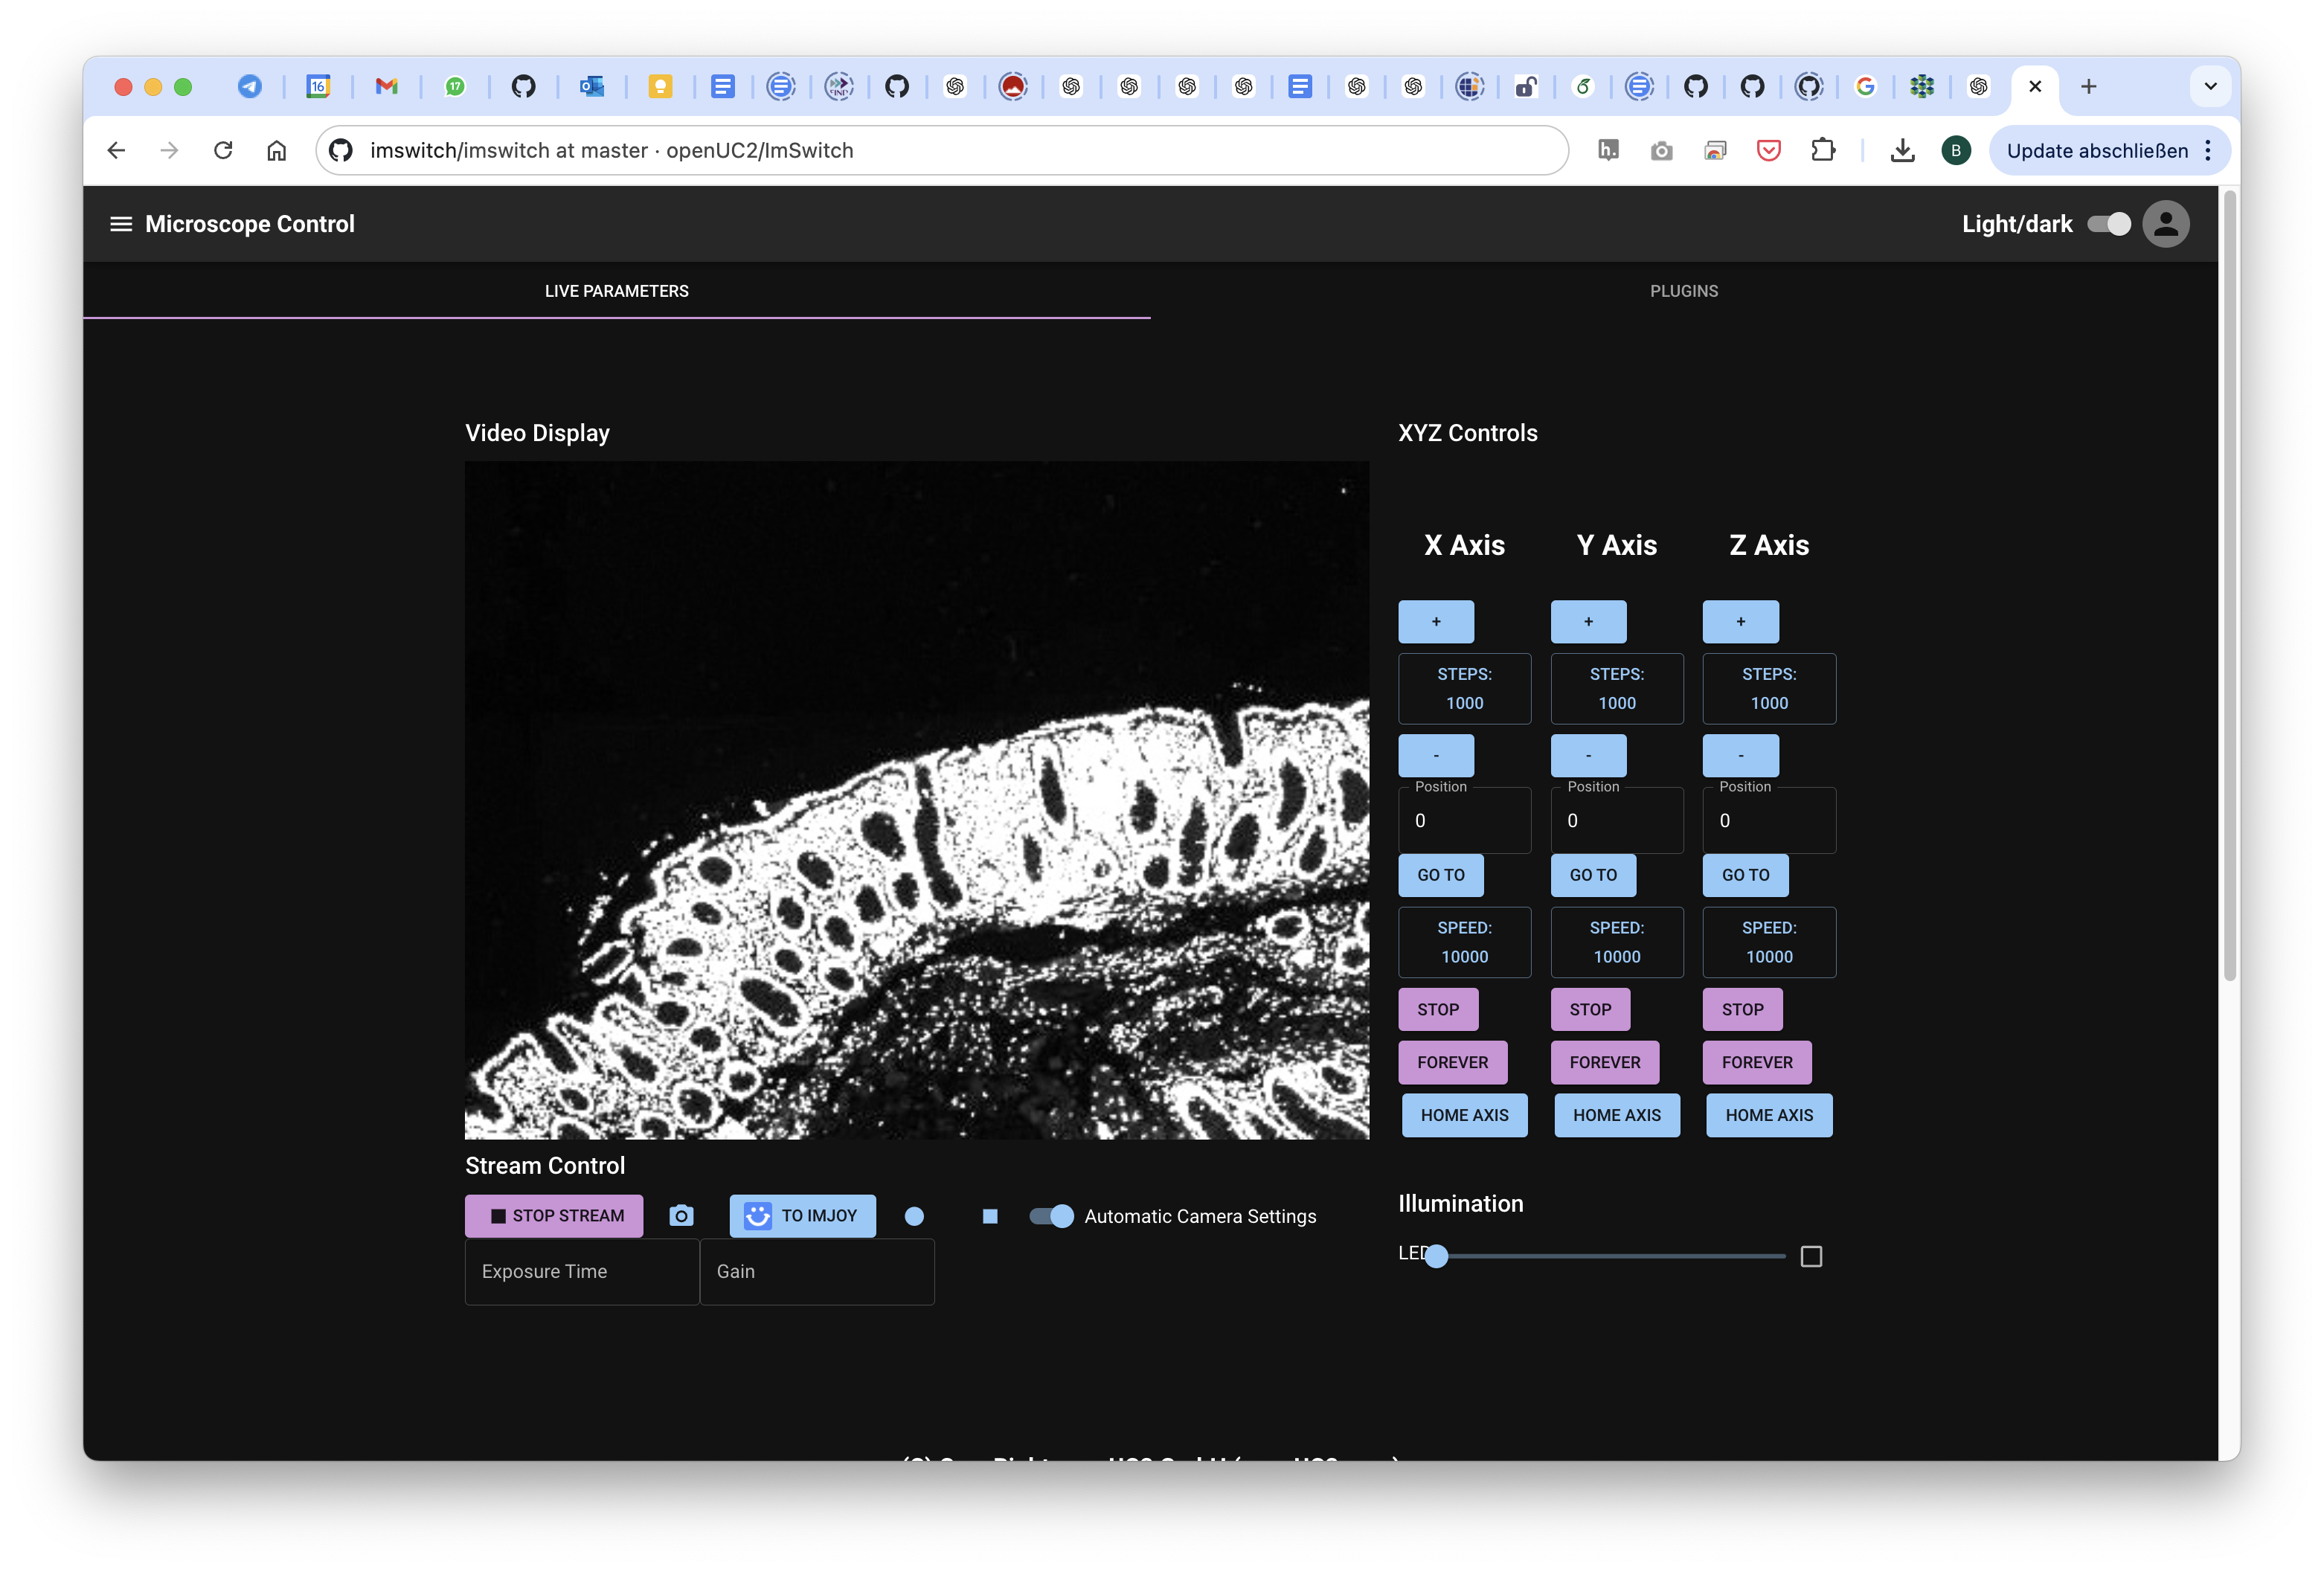 16
17
imswitch/imswitch at master · openUC2/ImSwitch
h.
B
Update abschließen
Microscope Control
Light/dark
LIVE PARAMETERS
PLUGINS
Video Display
XYZ Controls
X Axis
Y Axis
Z Axis
+
+
+
STEPS:
1000
STEPS:
1000
STEPS:
1000
-
-
-
Position
0
Position
0
Position
0
GO TO
GO TO
GO TO
SPEED:
10000
SPEED:
10000
SPEED:
10000
STOP
STOP
STOP
FOREVER
FOREVER
FOREVER
HOME AXIS
HOME AXIS
HOME AXIS
Stream Control
STOP STREAM
TO IMJOY
Automatic Camera Settings
Exposure Time
Gain
Illumination
LED